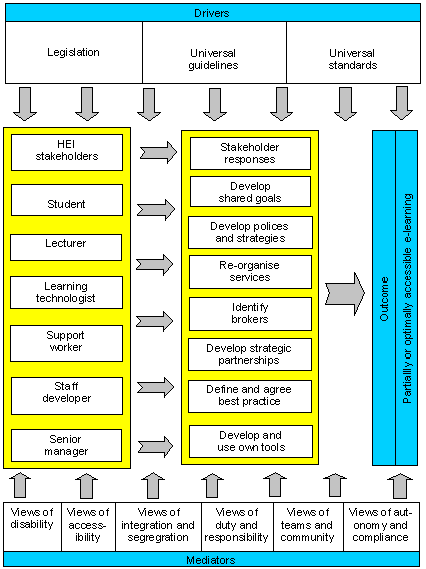 Drivers
Legislation
Universal
guidelines
Universal
standards
HEI
stakeholders
Student
Lecturer
Learning
technologist
Support
worker
Staff
developer
Senior
manager
Stakeholder
responses
Develop
shared goals
Develop polices
and strategies
Re-organise
services
Identify
brokers
Develop strategic
partnerships
Define and agree
best practice
Develop and
use own tools
Outcome
Partiallly or optimally accessible e-learning
Views of
disability
Views of
access-
ibility
Views of
integration and
segregation
Views of
duty and
responsibility
Views of
teams and
community
Views of aut-
onomy and
compliance
Mediators